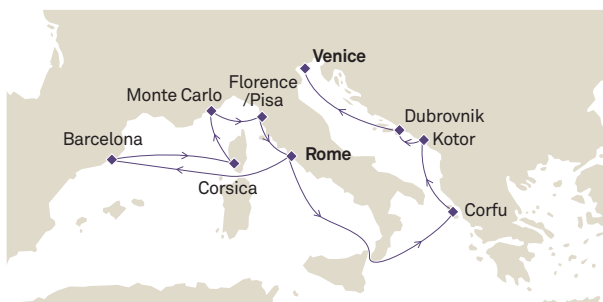 Venice
Florence
/Pisa
Monte Carlo
Dubrovnik
Kotor
Barcelona
Rome
Corsica
Corfu